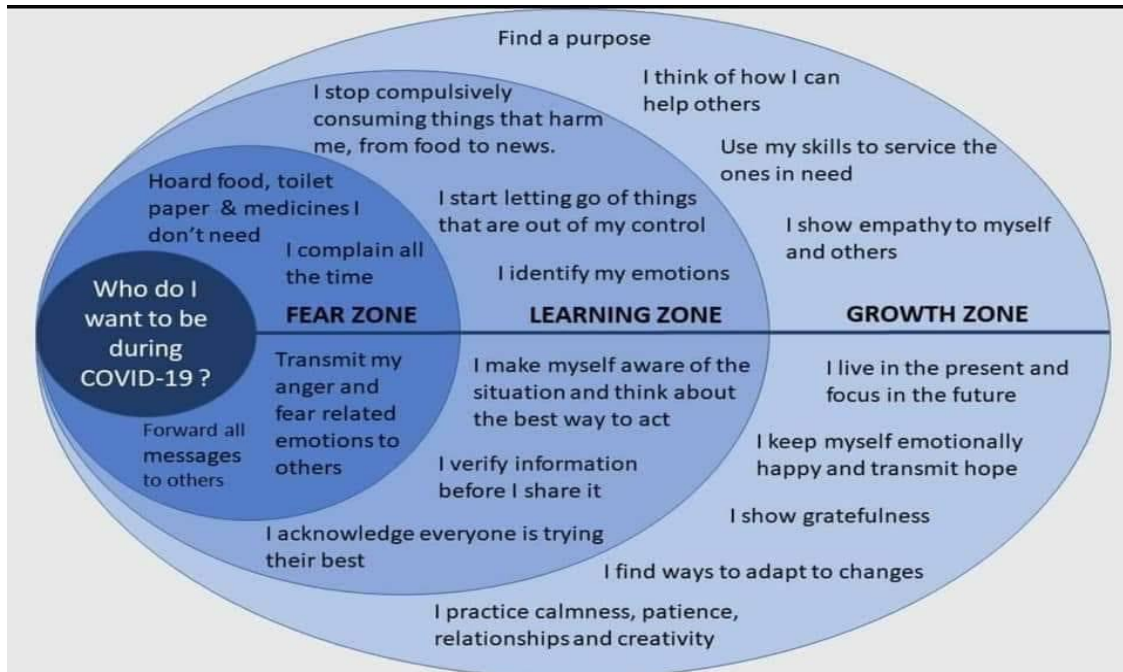 Find a purpose
I think of how I can
help others
Use my skills to service the
ones in need
I show empathy to myself
and others
I stop compulsively
consuming things that harm
me, from food to news.
I start letting go of things
that are out of my control
I identify my emotions
Hoard food, toilet
paper & medicines I
don't need
I complain all
the time
Who do I
want to be
during
COVID-19 ?
FEAR ZONE
LEARNING ZONE
GROWTH ZONE
Transmit my
anger and
fear related
emotions to
others
Forward all
messages
to others
I make myself aware of the
situation and think about
the best way to act
I verify information
before I share it
I acknowledge everyone is trying
their best
I live in the present and
focus in the future
I keep myself emotionally
happy and transmit hope
I show gratefulness
I find ways to adapt to changes
I practice calmness, patience,
relationships and creativity